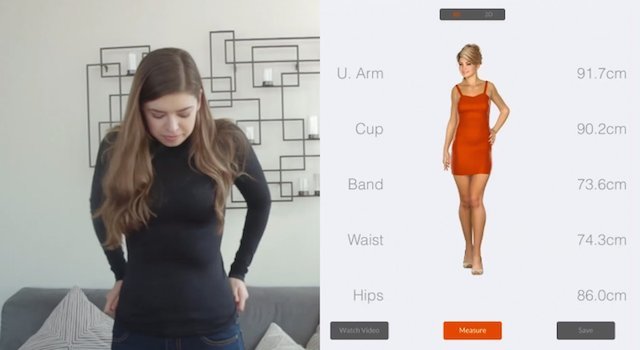 3D
U. Arm 91.7cm
Cup 90.2cm
Band 73.6cm
Waist 74.3cm
Hips 86.0cm
Watch Video Measure Save